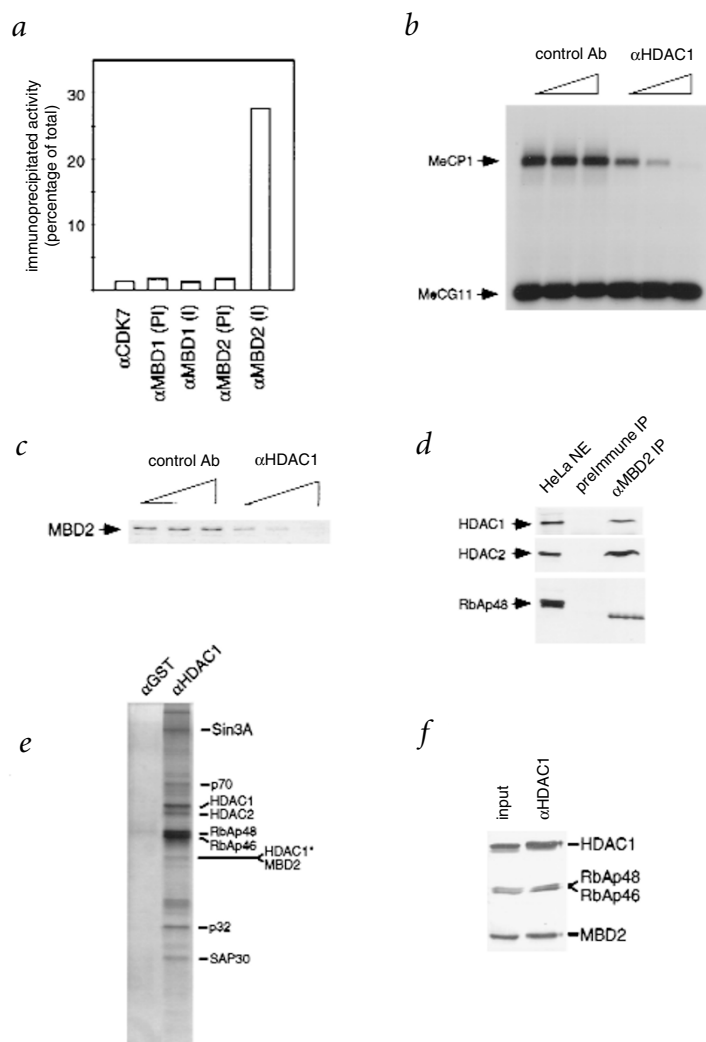 a
immunoprecipitated activity
(percentage of total)
30
20
10
αCDK7
αMBD1 (PI)
αMBD1 (I)
αMBD2 (PI)
αMBD2 (I)
b
control Ab
αHDAC1
MeCP1
MeCG11
c
control Ab
αHDAC1
MBD2
d
HeLa NE
preImmune IP
αMBD2 IP
HDAC1
HDAC2
RbAp48
e
αGST
αHDAC1
Sin3A
p70
HDAC1
HDAC2
RbAp48
RbAp46
HDAC1*
MBD2
p32
SAP30
f
input
αHDAC1
HDAC1
RbAp48
RbAp46
MBD2